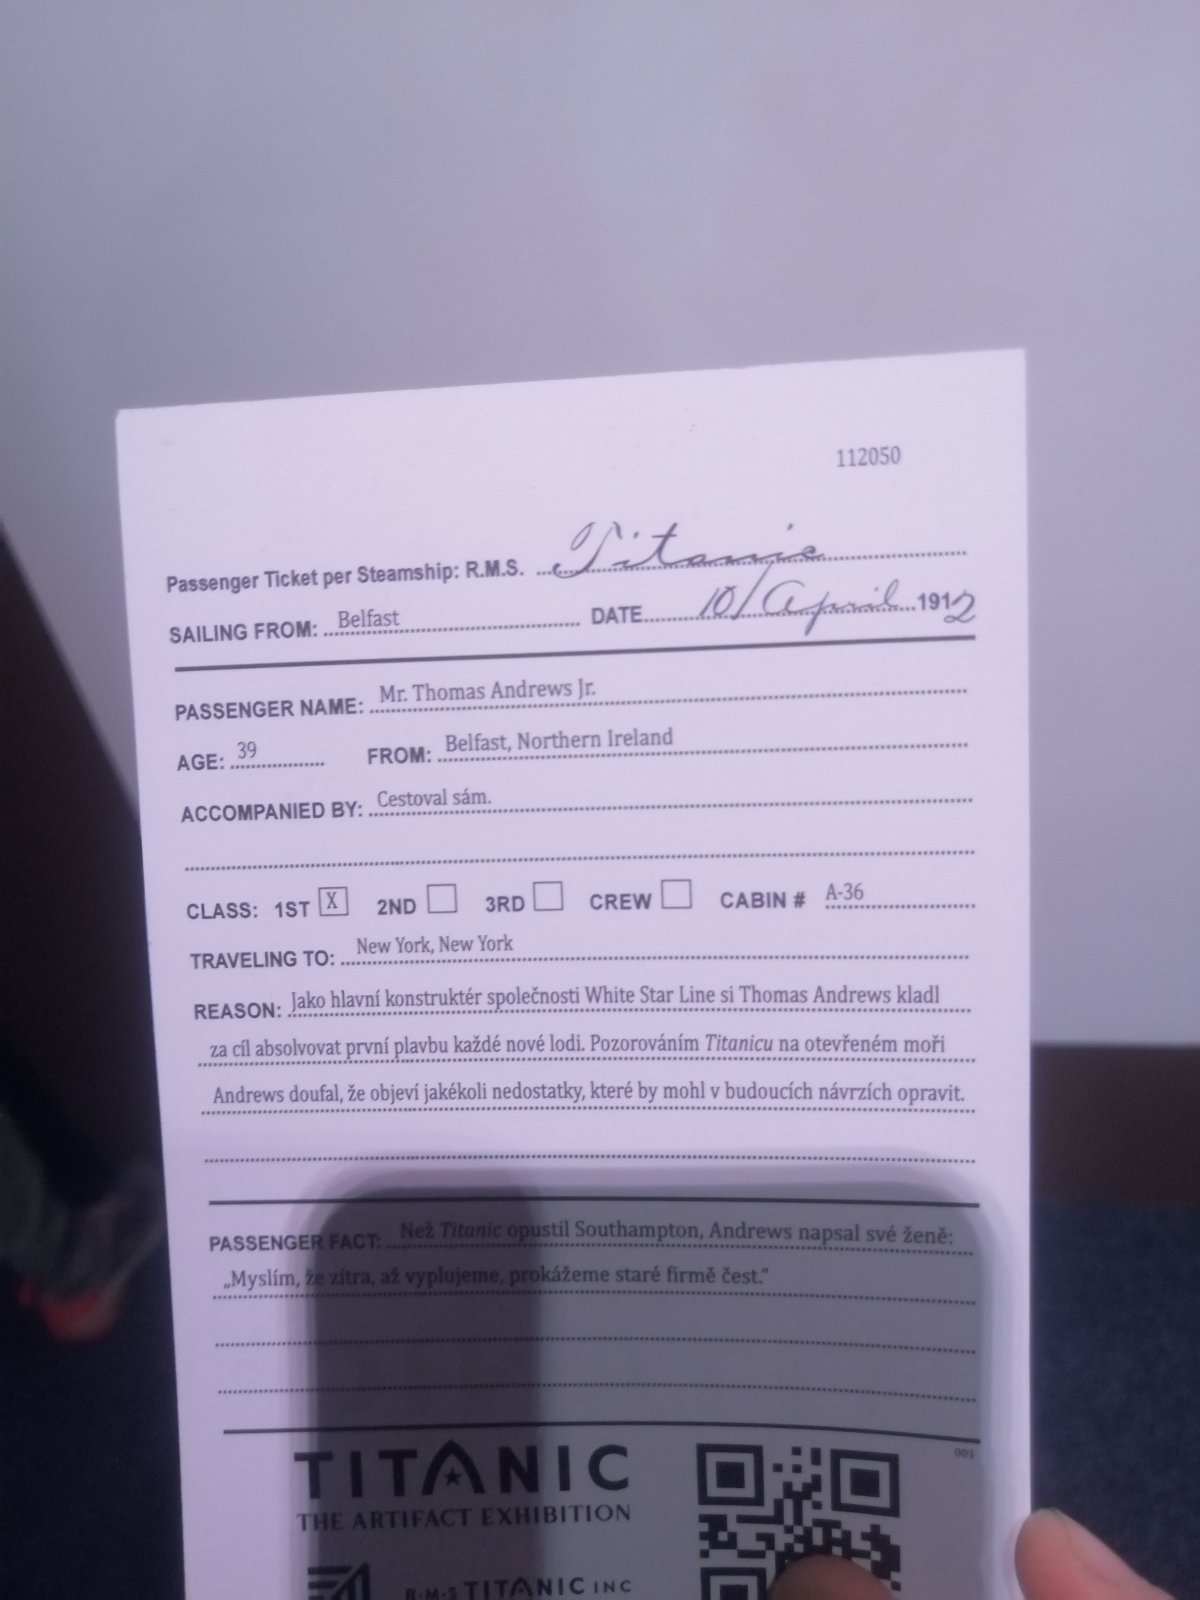 112050
Passenger Ticket per Steamship: R.M.S. Titanic
SAILING FROM: Belfast DATE 10/April 1912
PASSENGER NAME: Mr. Thomas Andrews Jr.
AGE: 39 FROM: Belfast, Northern Ireland
ACCOMPANIED BY: Cestoval sám.
CLASS: 1ST X 2ND 3RD CREW CABIN # A-36
TRAVELING TO: New York, New York
REASON: Jako hlavní konstruktér společnosti White Star Line si Thomas Andrews kladl
za cíl absolvovat první plavbu každé nové lodi. Pozorováním Titanicu na otevřeném moři
Andrews doufal, že objeví jakékoli nedostatky, které by mohl v budoucích návrzích opravit.
PASSENGER FACT: Než Titanic opustil Southampton, Andrews napsal své ženě:
„Myslím, že zítra, až vyplujeme, prokážeme staré firmě čest.“
001
TITANIC
THE ARTIFACT EXHIBITION
R·M·S TITANIC INC